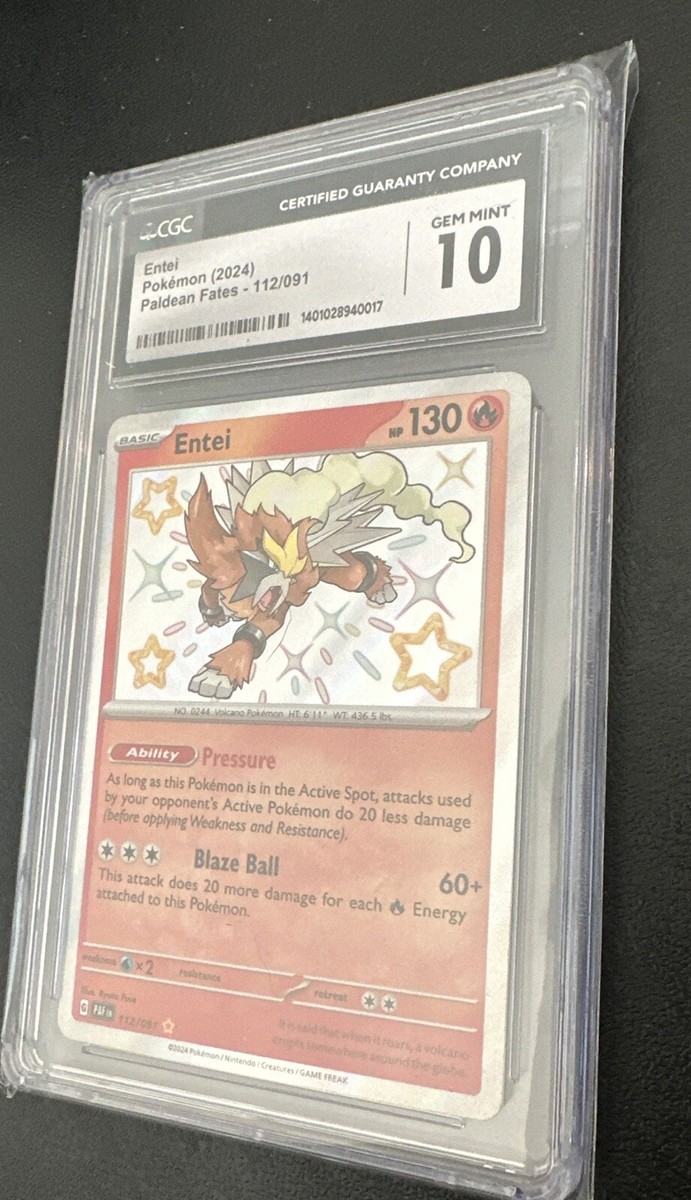 CGC
CERTIFIED GUARANTY COMPANY
Entei
Pokémon (2024)
Paldean Fates - 112/091
1401028940017
GEM MINT
10
BASIC
Entei
HP 130
NO. 0244 Volcano Pokémon HT: 6'11" WT: 436.5 lbs.
Ability Pressure
As long as this Pokémon is in the Active Spot, attacks used
by your opponent's Active Pokémon do 20 less damage
(before applying Weakness and Resistance).
Blaze Ball 60+
This attack does 20 more damage for each Energy
attached to this Pokémon.
weakness ×2 resistance retreat
Illus.
G PAF EN 112/091
It is said that when it roars, a volcano
erupts somewhere around the globe.
©2024 Pokémon / Nintendo / Creatures / GAME FREAK